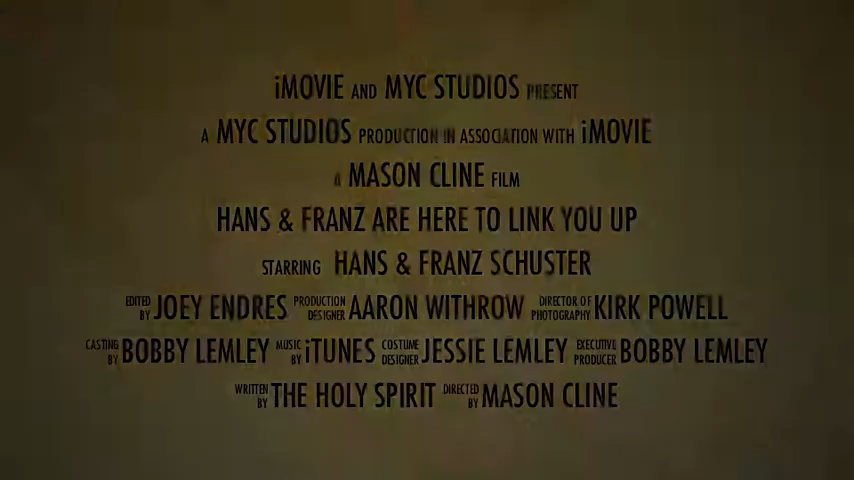 iMOVIE AND MYC STUDIOS PRESENT
A MYC STUDIOS PRODUCTION IN ASSOCIATION WITH iMOVIE
A MASON CLINE FILM
HANS & FRANZ ARE HERE TO LINK YOU UP
STARRING HANS & FRANZ SCHUSTER
EDITED BY JOEY ENDRES PRODUCTION DESIGNER AARON WITHROW DIRECTOR OF PHOTOGRAPHY KIRK POWELL
CASTING BY BOBBY LEMLEY MUSIC BY iTUNES COSTUME DESIGNER JESSIE LEMLEY EXECUTIVE PRODUCER BOBBY LEMLEY
WRITTEN BY THE HOLY SPIRIT DIRECTED BY MASON CLINE